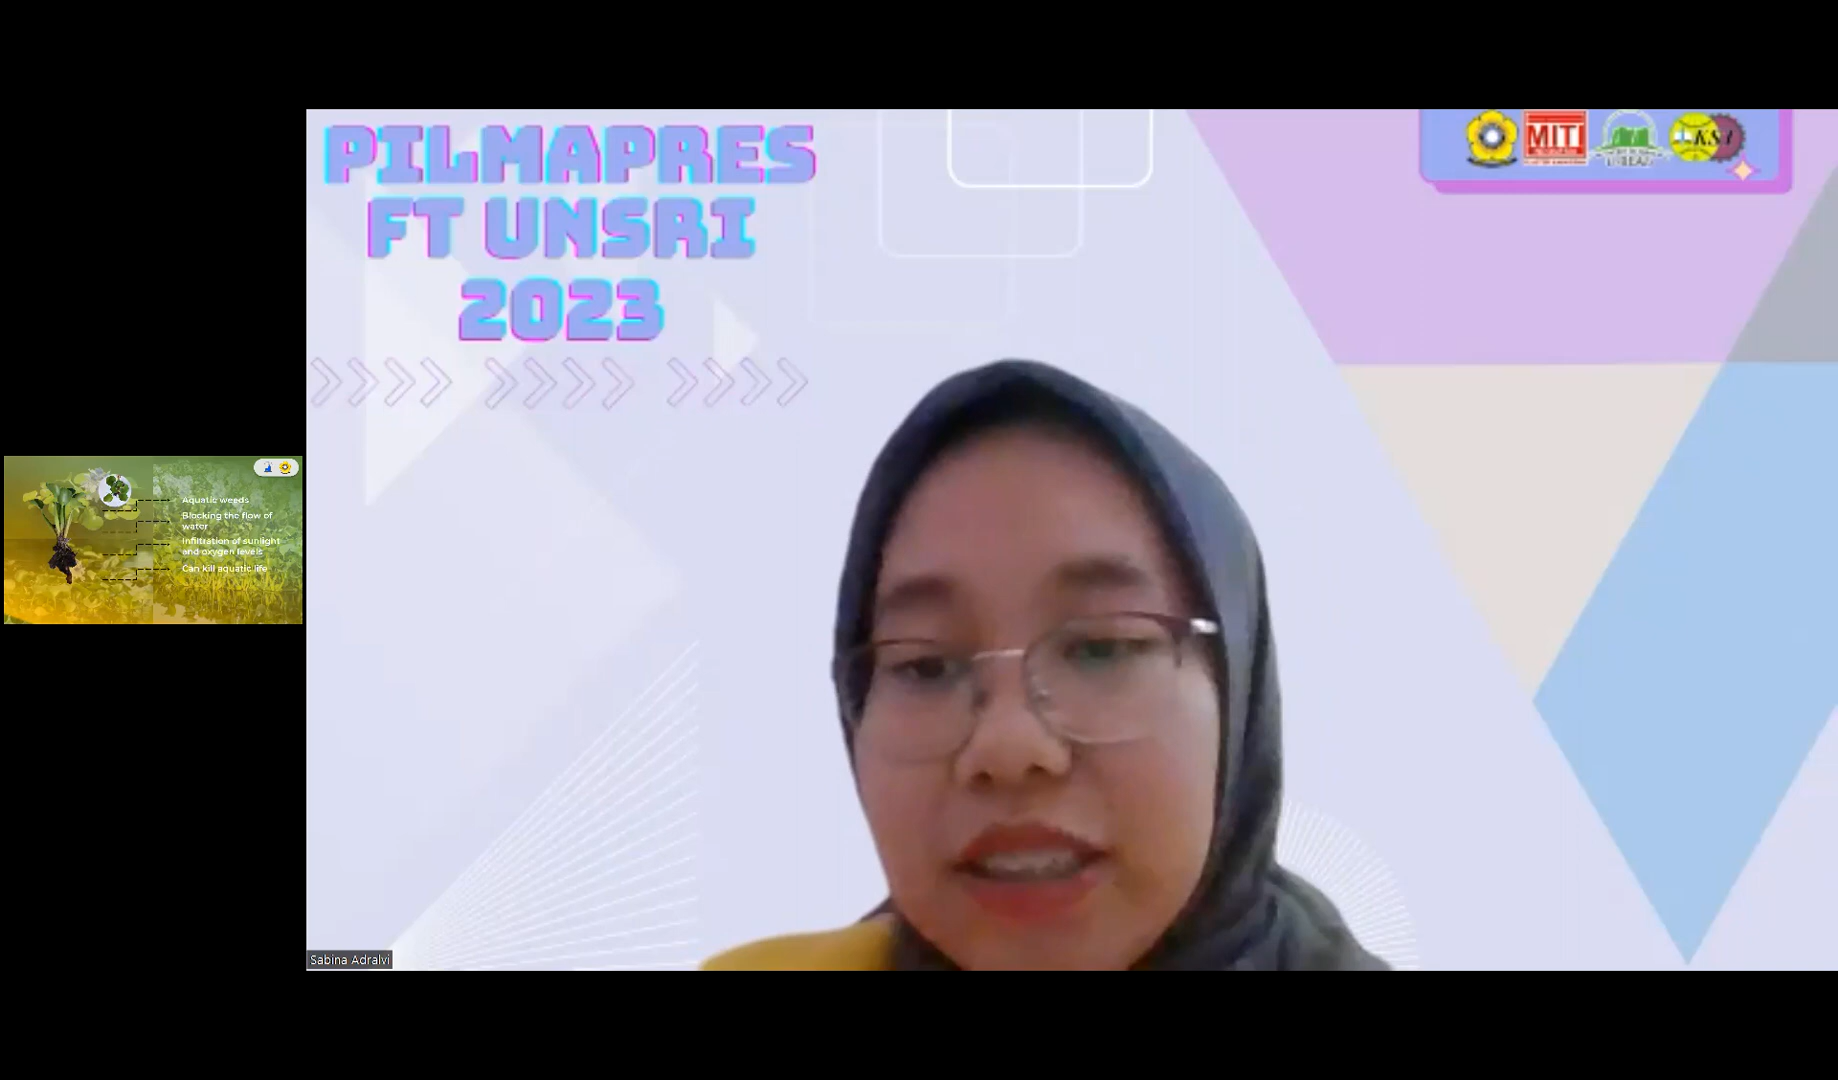 PILMAPRES
FT UNSRI
2023
MITI
KST
Aquatic weeds
Blocking the flow of
water
Infiltration of sunlight
and oxygen levels
Can kill aquatic life
Sabina Adralvi